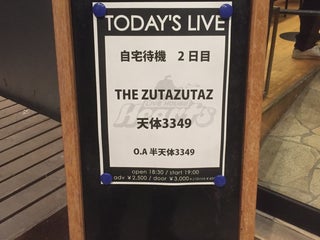 TODAY'S LIVE
自宅待機 2日目
THE ZUTAZUTAZ
天体3349
O.A 半天体3349
open 18:30 / start 19:00
adv ¥2,500 / door ¥3,000